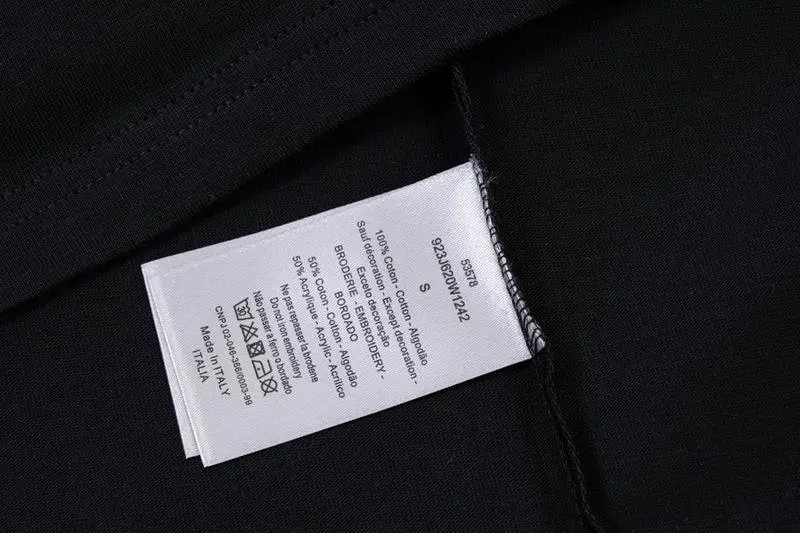 53578
923J620W1242
S
100% Coton - Cotton - Algodão
Sauf décoration - Except decoration -
Exceto decoração
BRODERIE - EMBROIDERY -
BORDADO
50% Coton - Cotton - Algodão
50% Acrylique - Acrylic - Acrilico
Ne pas repasser la broderie
Do not iron embroidery
Não passar a ferro o bordado
30
CNPJ 02-046-366/0003-99
Made in ITALY
ITALIA